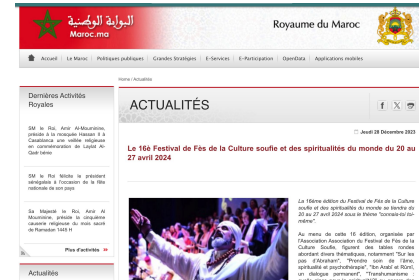 البوابة الوطنية
Maroc.ma
Royaume du Maroc
Accueil
Le Maroc
Politiques publiques
Grandes Stratégies
E-Services
E-Participation
OpenData
Applications mobiles
Home / Actualités
Dernières Activités
Royales
SM le Roi, Amir Al-Mouminine,
préside à la mosquée Hassan II à
Casablanca une veillée religieuse
en commémoration de Laylat Al-
Qadr bénie
SM le Roi félicite le président
sénégalais à l'occasion de la fête
nationale de son pays
Sa Majesté le Roi, Amir Al
Mouminine, préside la cinquième
causerie religieuse du mois sacré
de Ramadan 1445 H
Plus d'activités »
Actualités
ACTUALITÉS
Jeudi 28 Décembre 2023
Le 16è Festival de Fès de la Culture soufie et des spiritualités du monde du 20 au
27 avril 2024
La 16ème édition du Festival de Fès de la
Culture soufie et des spiritualités du monde se tiendra du
20 au 27 avril 2024 sous le thème "connais-toi toi-
même".
Au menu de cette 16 édition, organisée par
l'Association Association du Festival de Fès de la
Culture Soufie, figurent des tables rondes
abordant divers thématiques, notamment "Sur les
pas d'Abraham", "Prendre soin de l'âme,
spiritualité et psychothérapie", "Ibn Arabî et Rûmî,
un dialogue permanent", "Transhumanisme :